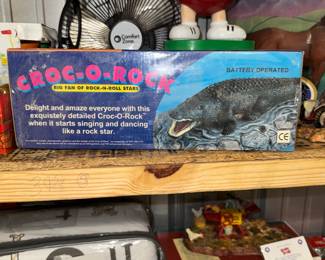 Comfort Zone
CROC-O-ROCK
BIG FAN OF ROCK-N-ROLL STARS
BATTERY OPERATED
Delight and amaze everyone with this
exquistely detailed Croc-O-Rock™
when it starts singing and dancing
like a rock star.
CE